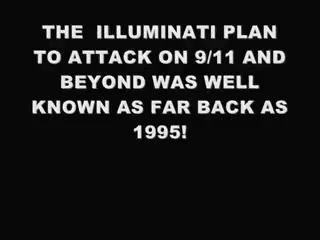 THE ILLUMINATI PLAN
TO ATTACK ON 9/11 AND
BEYOND WAS WELL
KNOWN AS FAR BACK AS
1995!